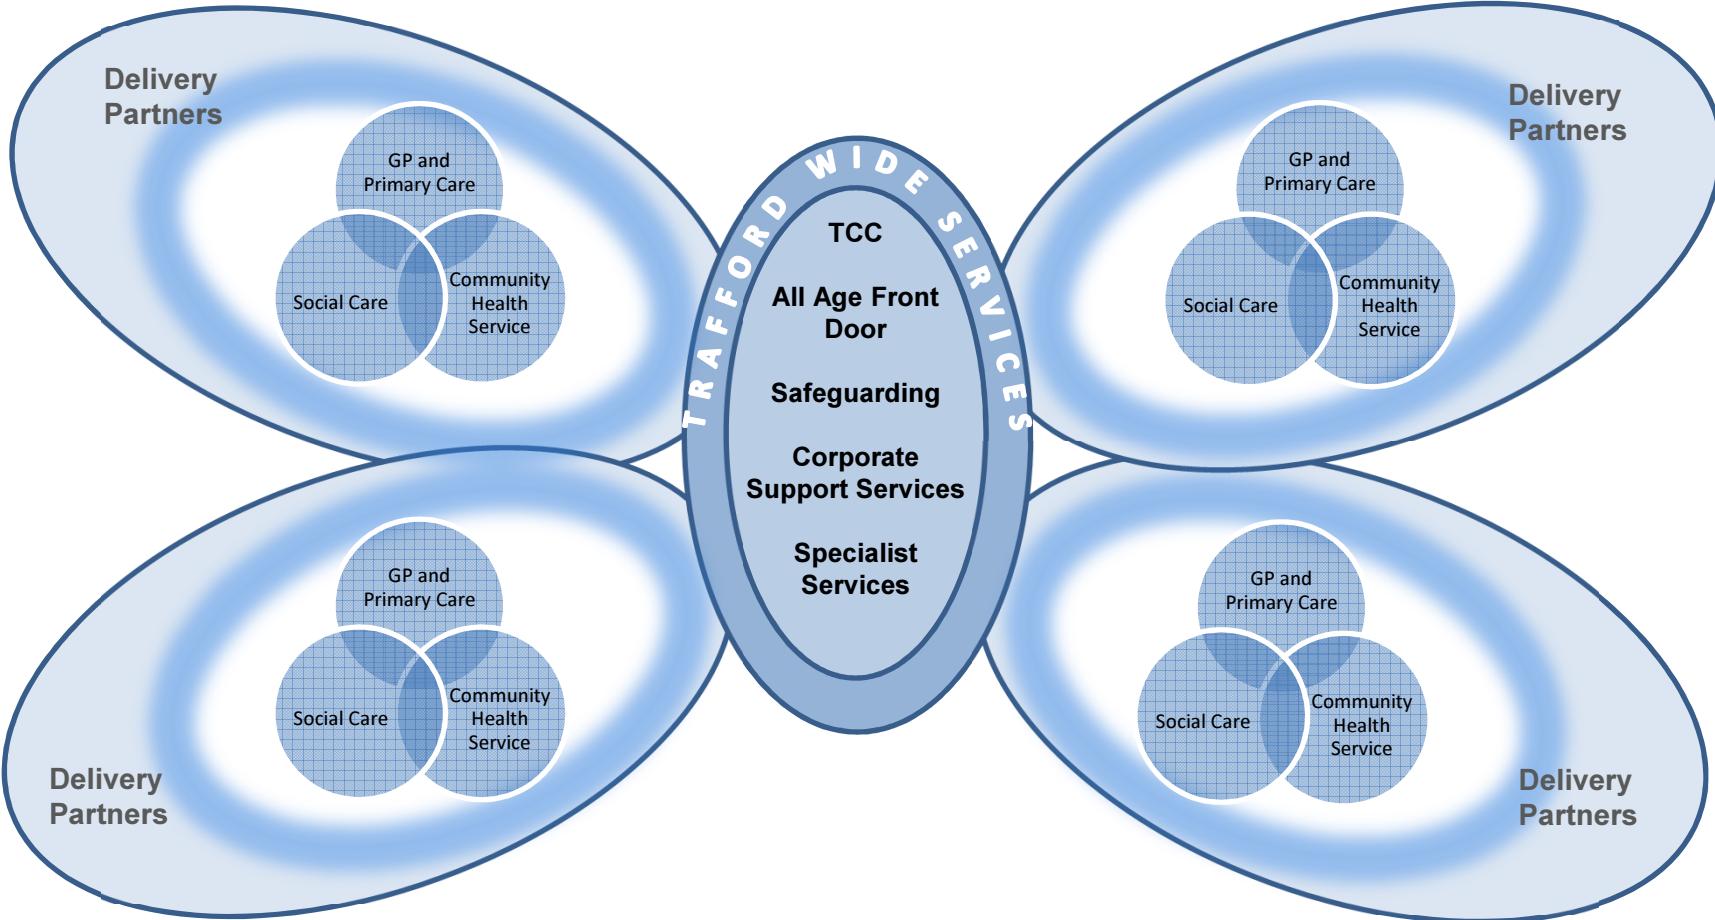 Delivery
Partners
GP and
Primary Care
Social Care
Community
Health
Service
TRAFFORD WIDE SERVICES
TCC
All Age Front
Door
Safeguarding
Corporate
Support Services
Specialist
Services
Delivery
Partners
GP and
Primary Care
Social Care
Community
Health
Service
GP and
Primary Care
Social Care
Community
Health
Service
Delivery
Partners
GP and
Primary Care
Social Care
Community
Health
Service
Delivery
Partners